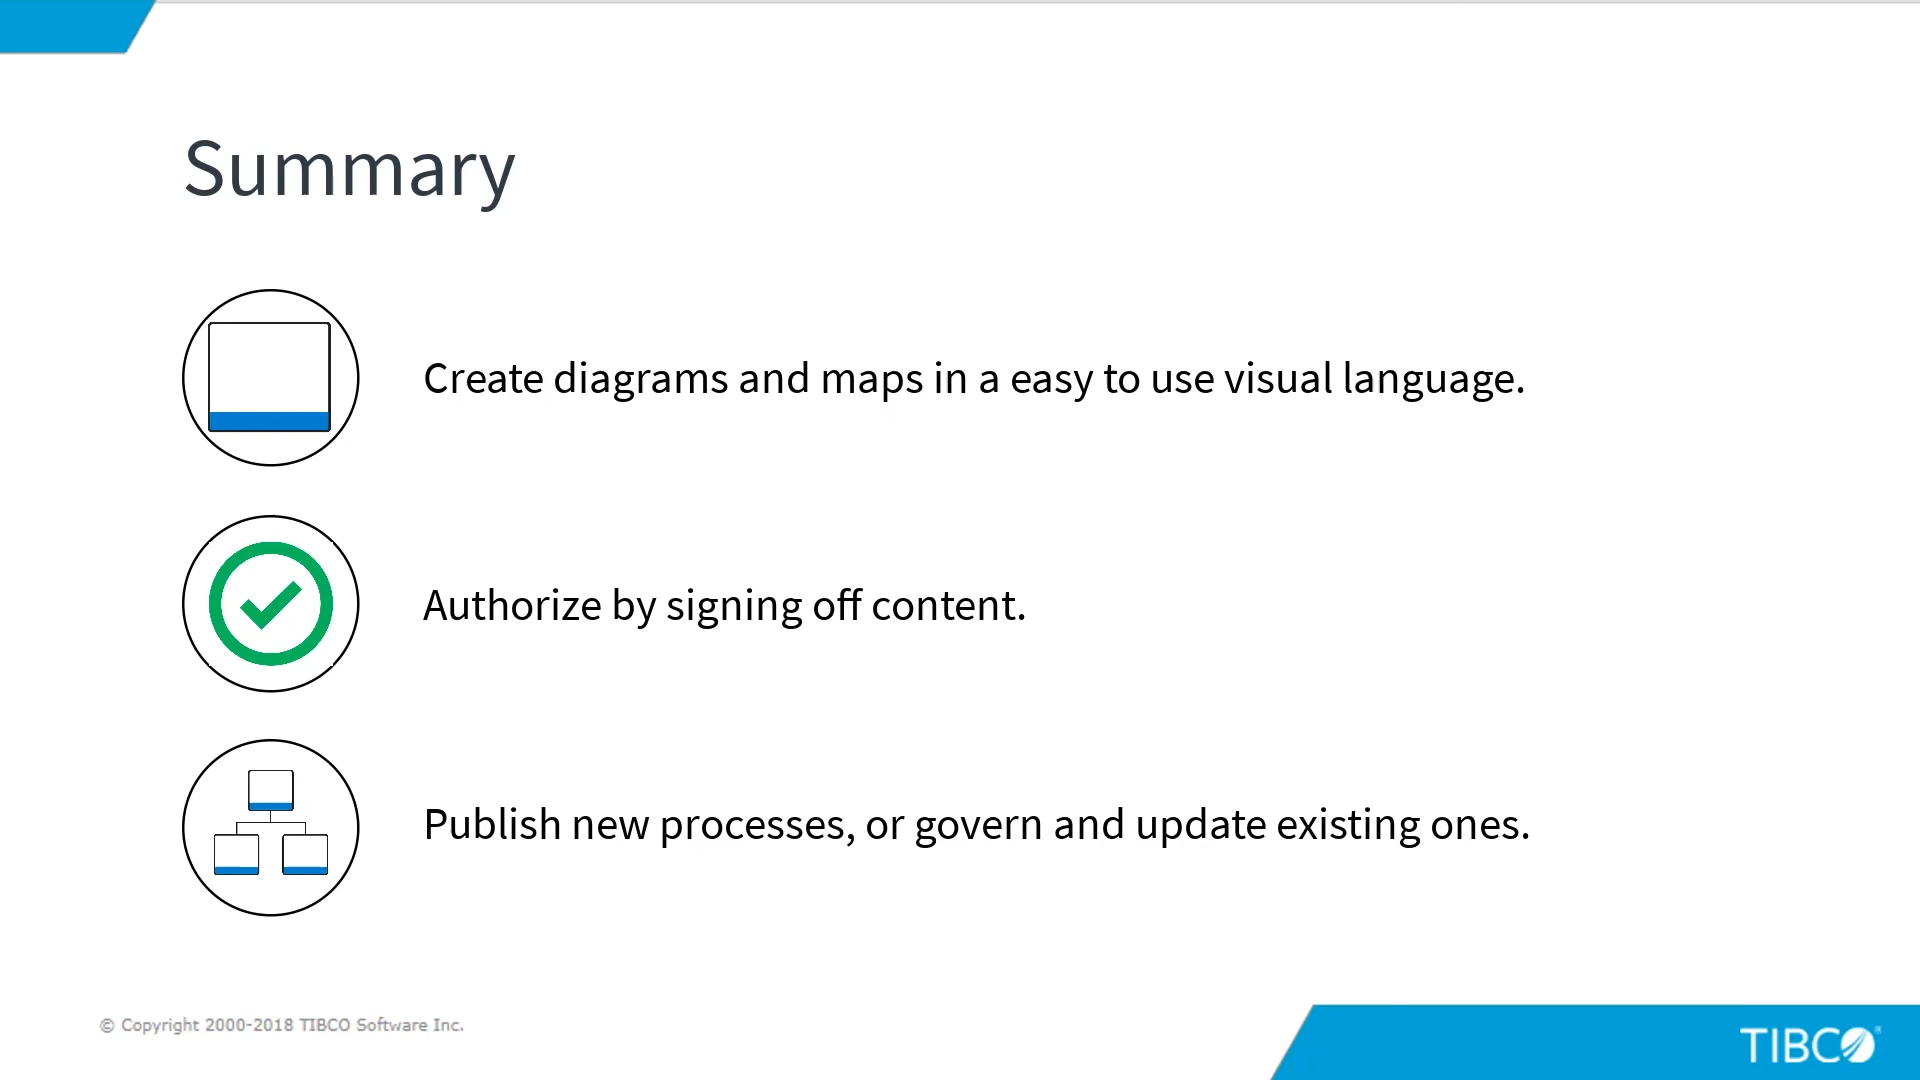 Summary
Create diagrams and maps in a easy to use visual language.
Authorize by signing off content.
Publish new processes, or govern and update existing ones.
© Copyright 2000-2018 TIBCO Software Inc.
TIBCO